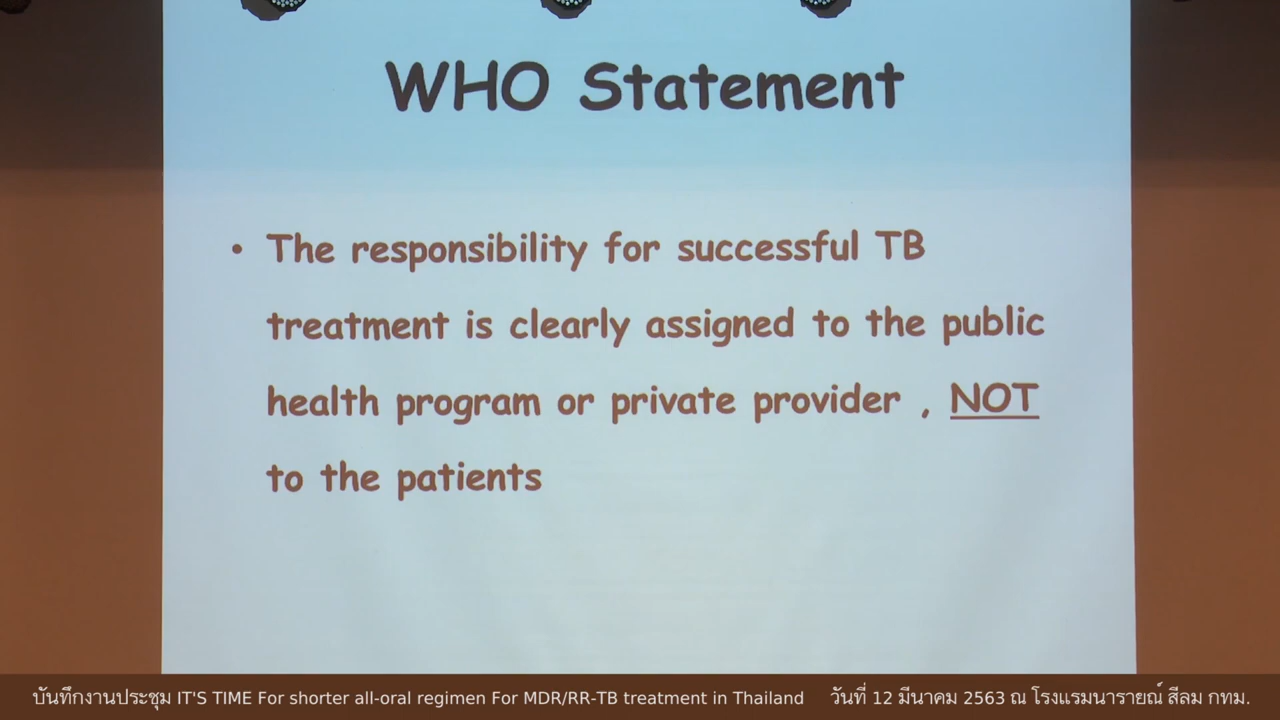 WHO Statement
• The responsibility for successful TB
treatment is clearly assigned to the public
health program or private provider , NOT
to the patients
บันทึกงานประชุม IT'S TIME For shorter all-oral regimen For MDR/RR-TB treatment in Thailand วันที่ 12 มีนาคม 2563 ณ โรงแรมนารายณ์ สีลม กทม.